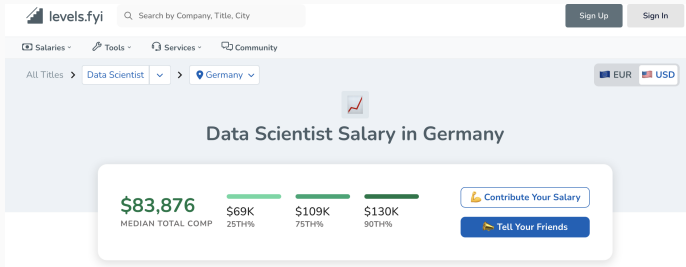 levels.fyi Search by Company, Title, City Sign Up Sign In
Salaries Tools Services Community
All Titles Data Scientist Germany EUR USD
Data Scientist Salary in Germany
$83,876
MEDIAN TOTAL COMP
$69K
25TH%
$109K
75TH%
$130K
90TH%
Contribute Your Salary
Tell Your Friends